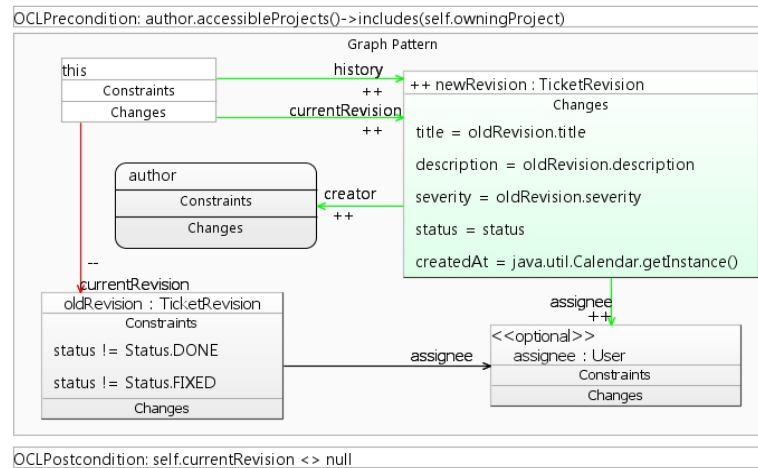 OCLPrecondition: author.accessibleProjects()->includes(self.owningProject)
Graph Pattern
this
Constraints
Changes
history
++
currentRevision
++
++ newRevision : TicketRevision
Changes
title = oldRevision.title
description = oldRevision.description
severity = oldRevision.severity
status = status
createdAt = java.util.Calendar.getInstance()
author
Constraints
Changes
creator
++
--
currentRevision
oldRevision : TicketRevision
Constraints
status != Status.DONE
status != Status.FIXED
Changes
assignee
assignee
++
<<optional>>
assignee : User
Constraints
Changes
OCLPostcondition: self.currentRevision <> null